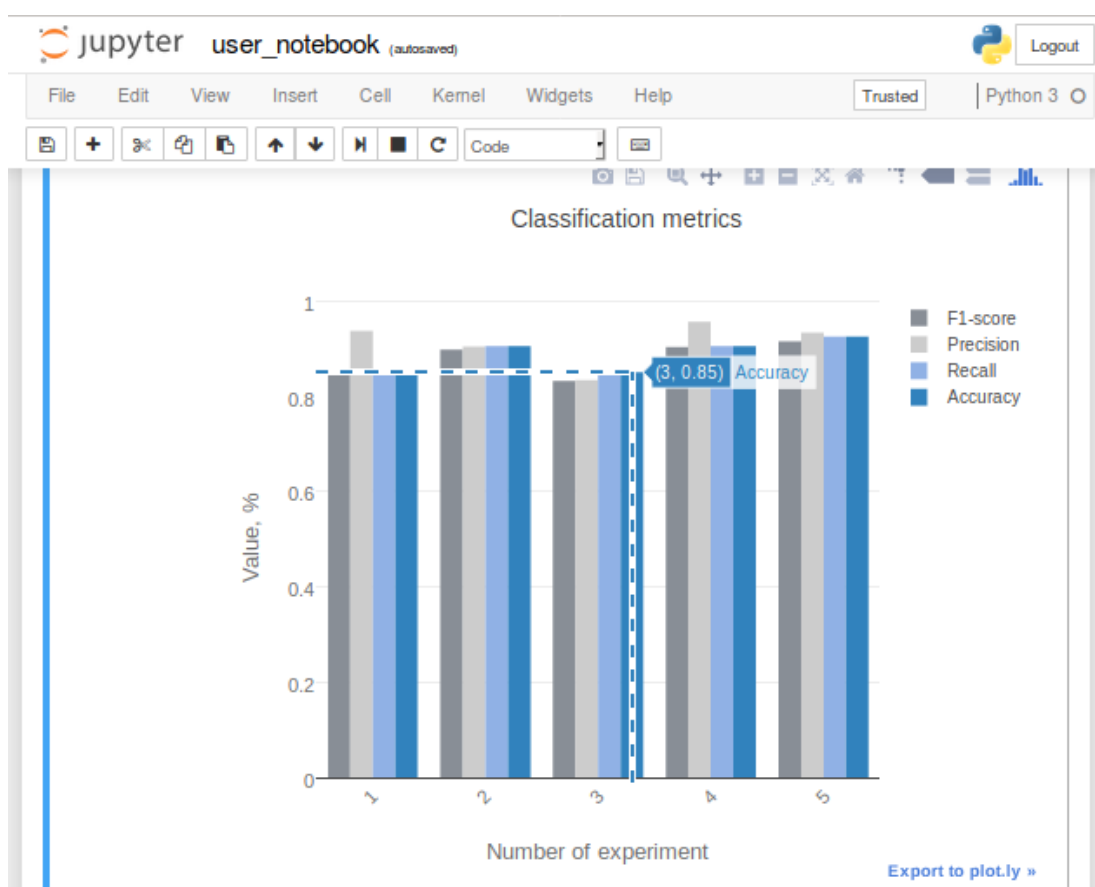 jupyter user_notebook (autosaved) Logout
File Edit View Insert Cell Kernel Widgets Help Trusted Python 3
Code
Classification metrics
1
0.8
0.6
0.4
0.2
0
Value, %
(3, 0.85) Accuracy
F1-score
Precision
Recall
Accuracy
1 2 3 4 5
Number of experiment
Export to plot.ly »